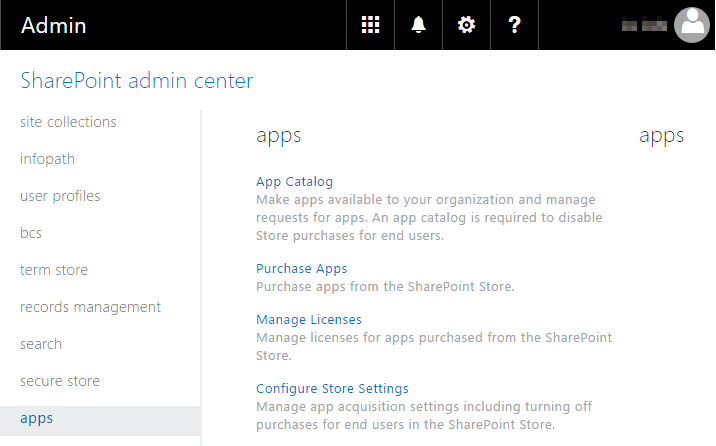 Admin
?
SharePoint admin center
site collections
infopath
user profiles
bcs
term store
records management
search
secure store
apps
apps
apps
App Catalog
Make apps available to your organization and manage
requests for apps. An app catalog is required to disable
Store purchases for end users.
Purchase Apps
Purchase apps from the SharePoint Store.
Manage Licenses
Manage licenses for apps purchased from the SharePoint
Store.
Configure Store Settings
Manage app acquisition settings including turning off
purchases for end users in the SharePoint Store.